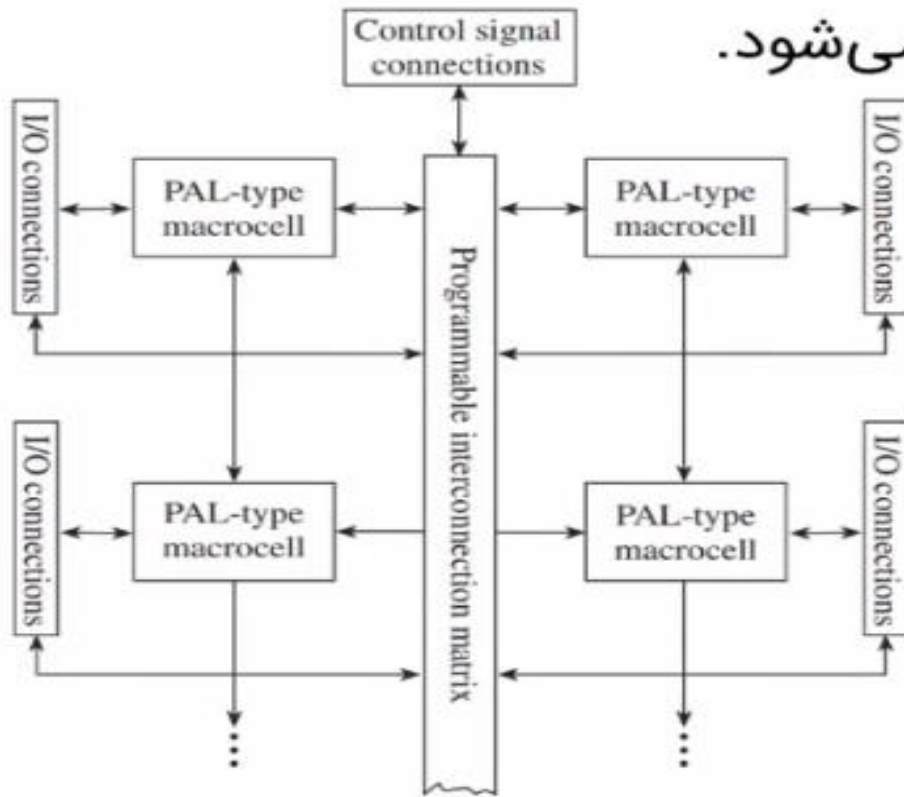 Control signal
connections
می‌شود.
I/O connections
PAL-type
macrocell
Programmable interconnection matrix
PAL-type
macrocell
I/O connections
I/O connections
PAL-type
macrocell
PAL-type
macrocell
I/O connections